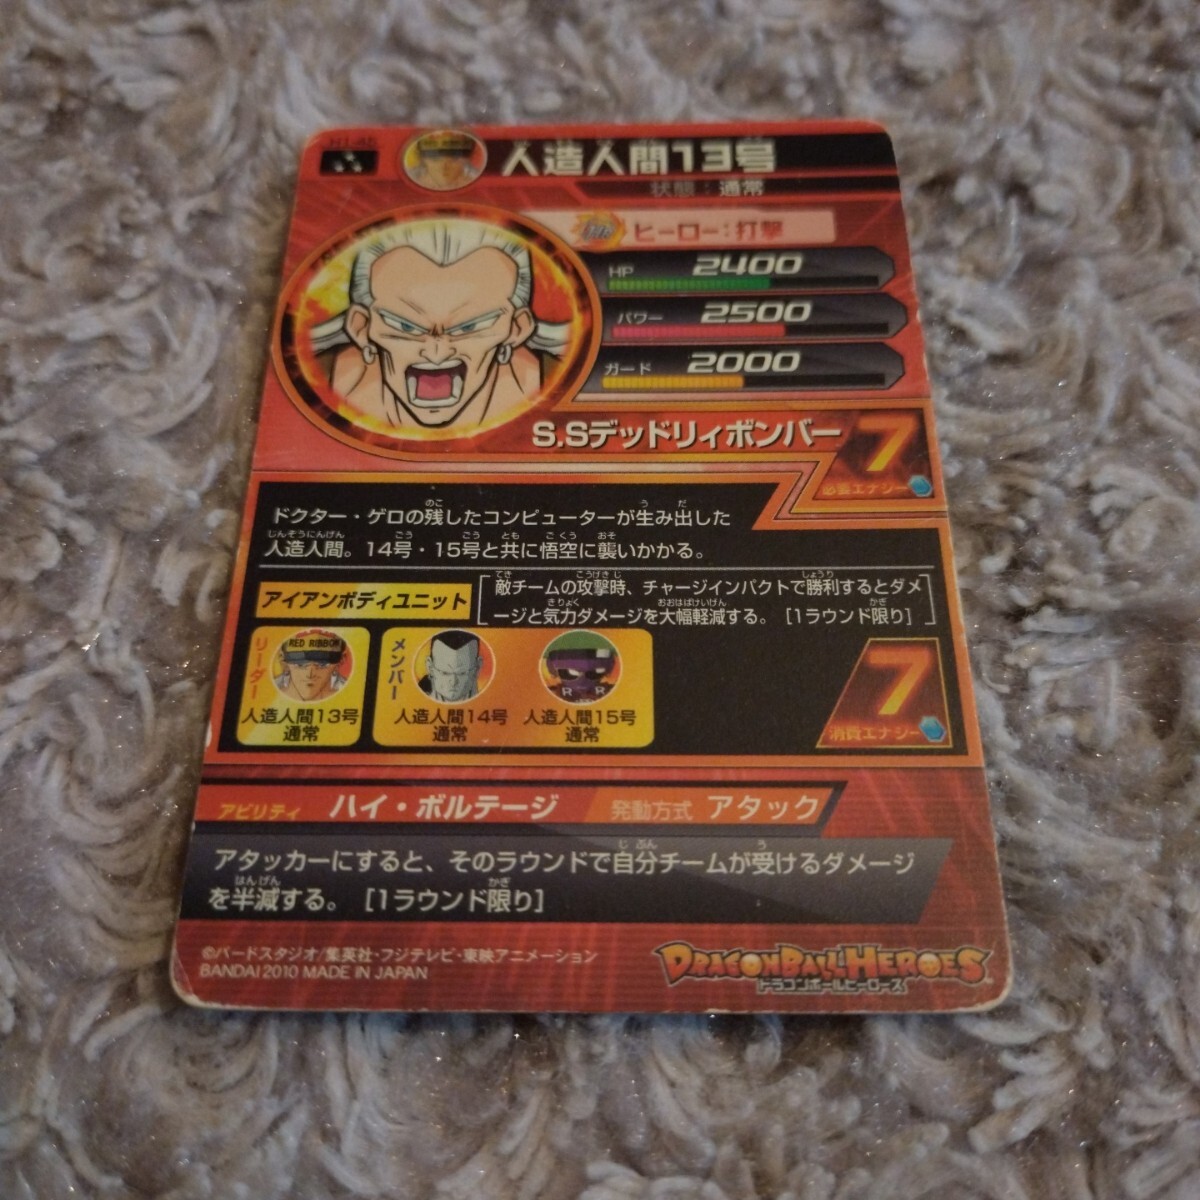 H1-45
人造人間13号
状態：通常
ヒーロー：打撃
HP 2400
パワー 2500
ガード 2000
S.Sデッドリィボンバー
7
必要エナジー
ドクター・ゲロの残したコンピューターが生み出した
人造人間。14号・15号と共に悟空に襲いかかる。
アイアンボディユニット
敵チームの攻撃時、チャージインパクトで勝利するとダメ
ージと気力ダメージを大幅軽減する。［1ラウンド限り］
リーダー
RED RIBBON
人造人間13号
通常
メンバー
人造人間14号
通常
R R
人造人間15号
通常
7
消費エナジー
アビリティ ハイ・ボルテージ 発動方式 アタック
アタッカーにすると、そのラウンドで自分チームが受けるダメージ
を半減する。［1ラウンド限り］
©バードスタジオ/集英社・フジテレビ・東映アニメーション
BANDAI 2010 MADE IN JAPAN
DRAGONBALL HEROES
ドラゴンボールヒーローズ